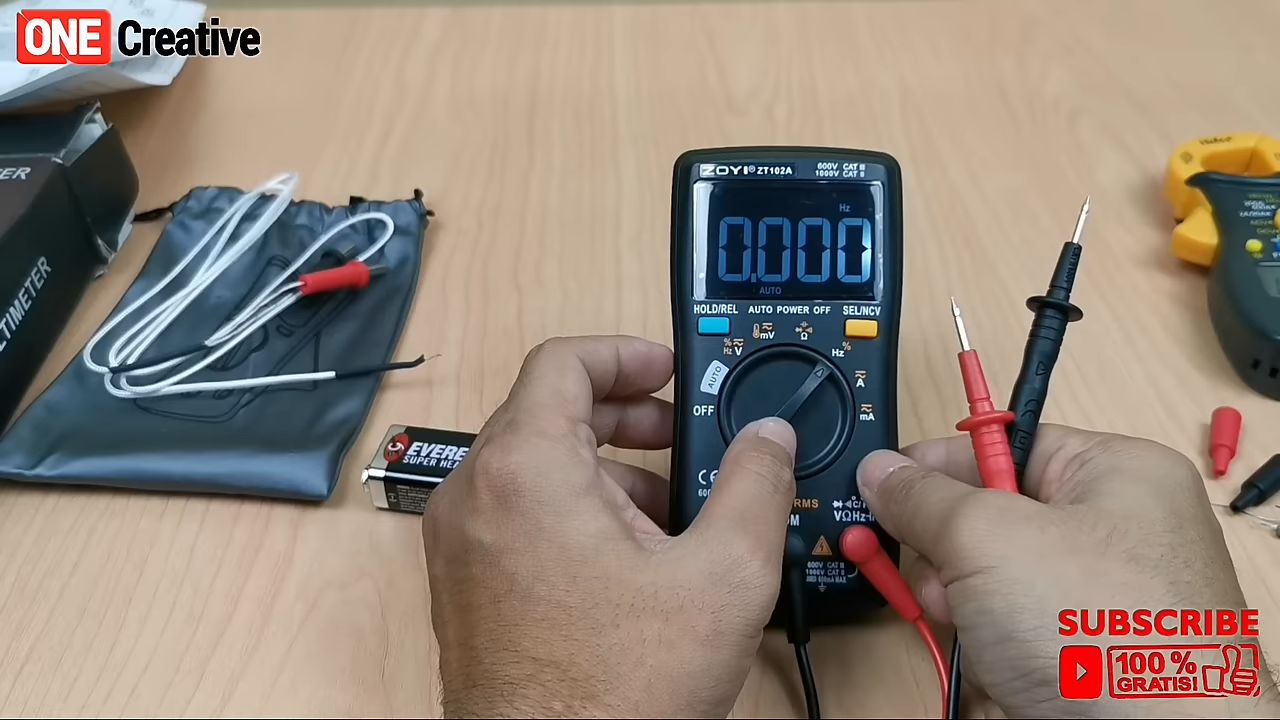 ONE Creative
ER
LTIMETER
ZOYI® ZT102A
600V CAT III
1000V CAT II
Hz
0.000
AUTO
HOLD/REL
AUTO POWER OFF
SEL/NCV
mV
Ω
% Hz V
Hz %
AUTO
A
OFF
mA
CE
RMS
VΩHz
600V CAT III
1000V CAT II
EVERE
SUPER HEA
SUBSCRIBE
100 %
GRATIS!